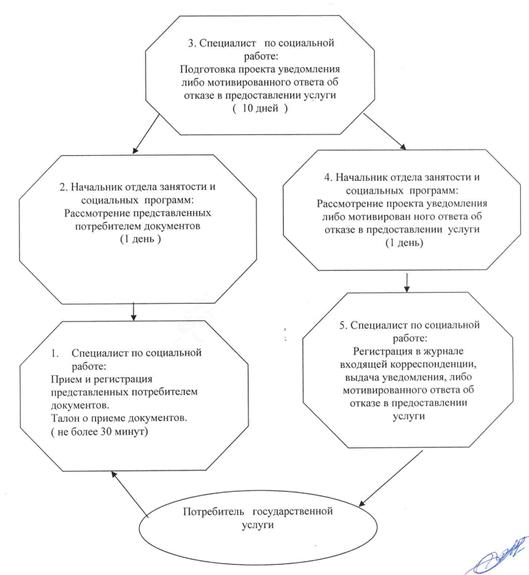 3. Специалист по социальной
работе:
Подготовка проекта уведомления
либо мотивированного ответа об
отказе в предоставлении услуги
( 10 дней )
2. Начальник отдела занятости и
социальных программ:
Рассмотрение представленных
потребителем документов
(1 день )
4. Начальник отдела занятости и
социальных программ:
Рассмотрение проекта уведомления
либо мотивирован ного ответа об
отказе в предоставлении услуги
(1 день)
1. Специалист по социальной
работе:
Прием и регистрация
представленных потребителем
документов.
Талон о приеме документов.
( не более 30 минут)
5. Специалист по социальной
работе:
Регистрация в журнале
входящей корреспонденции,
выдача уведомления, либо
мотивированного ответа об
отказе в предоставлении
услуги
Потребитель государственной
услуги